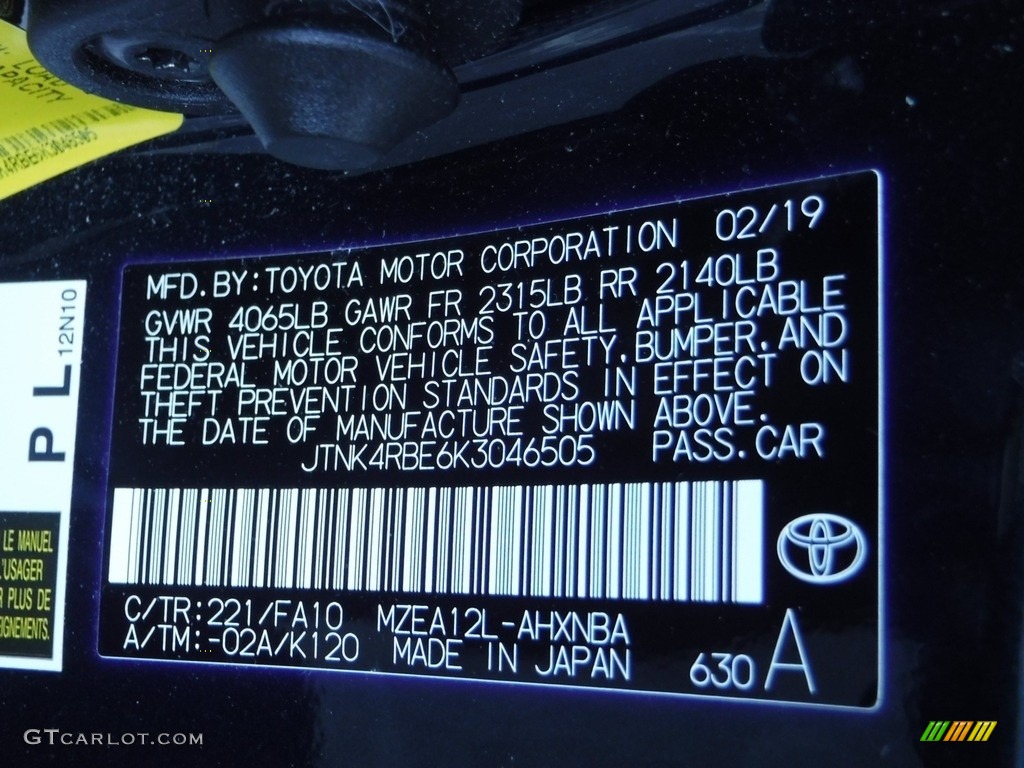 MFD. BY: TOYOTA MOTOR CORPORATION 02/19
GVWR 4065LB GAWR FR 2315LB RR 2140LB
THIS VEHICLE CONFORMS TO ALL APPLICABLE
FEDERAL MOTOR VEHICLE SAFETY, BUMPER, AND
THEFT PREVENTION STANDARDS IN EFFECT ON
THE DATE OF MANUFACTURE SHOWN ABOVE.
JTNK4RBE6K3046505 PASS. CAR
C/TR: 221/FA10 MZEA12L-AHXNBA
A/TM: -02A/K120 MADE IN JAPAN 630 A
P L 12N10
LE MANUEL
L'USAGER
PLUS DE
GTCARLOT.COM